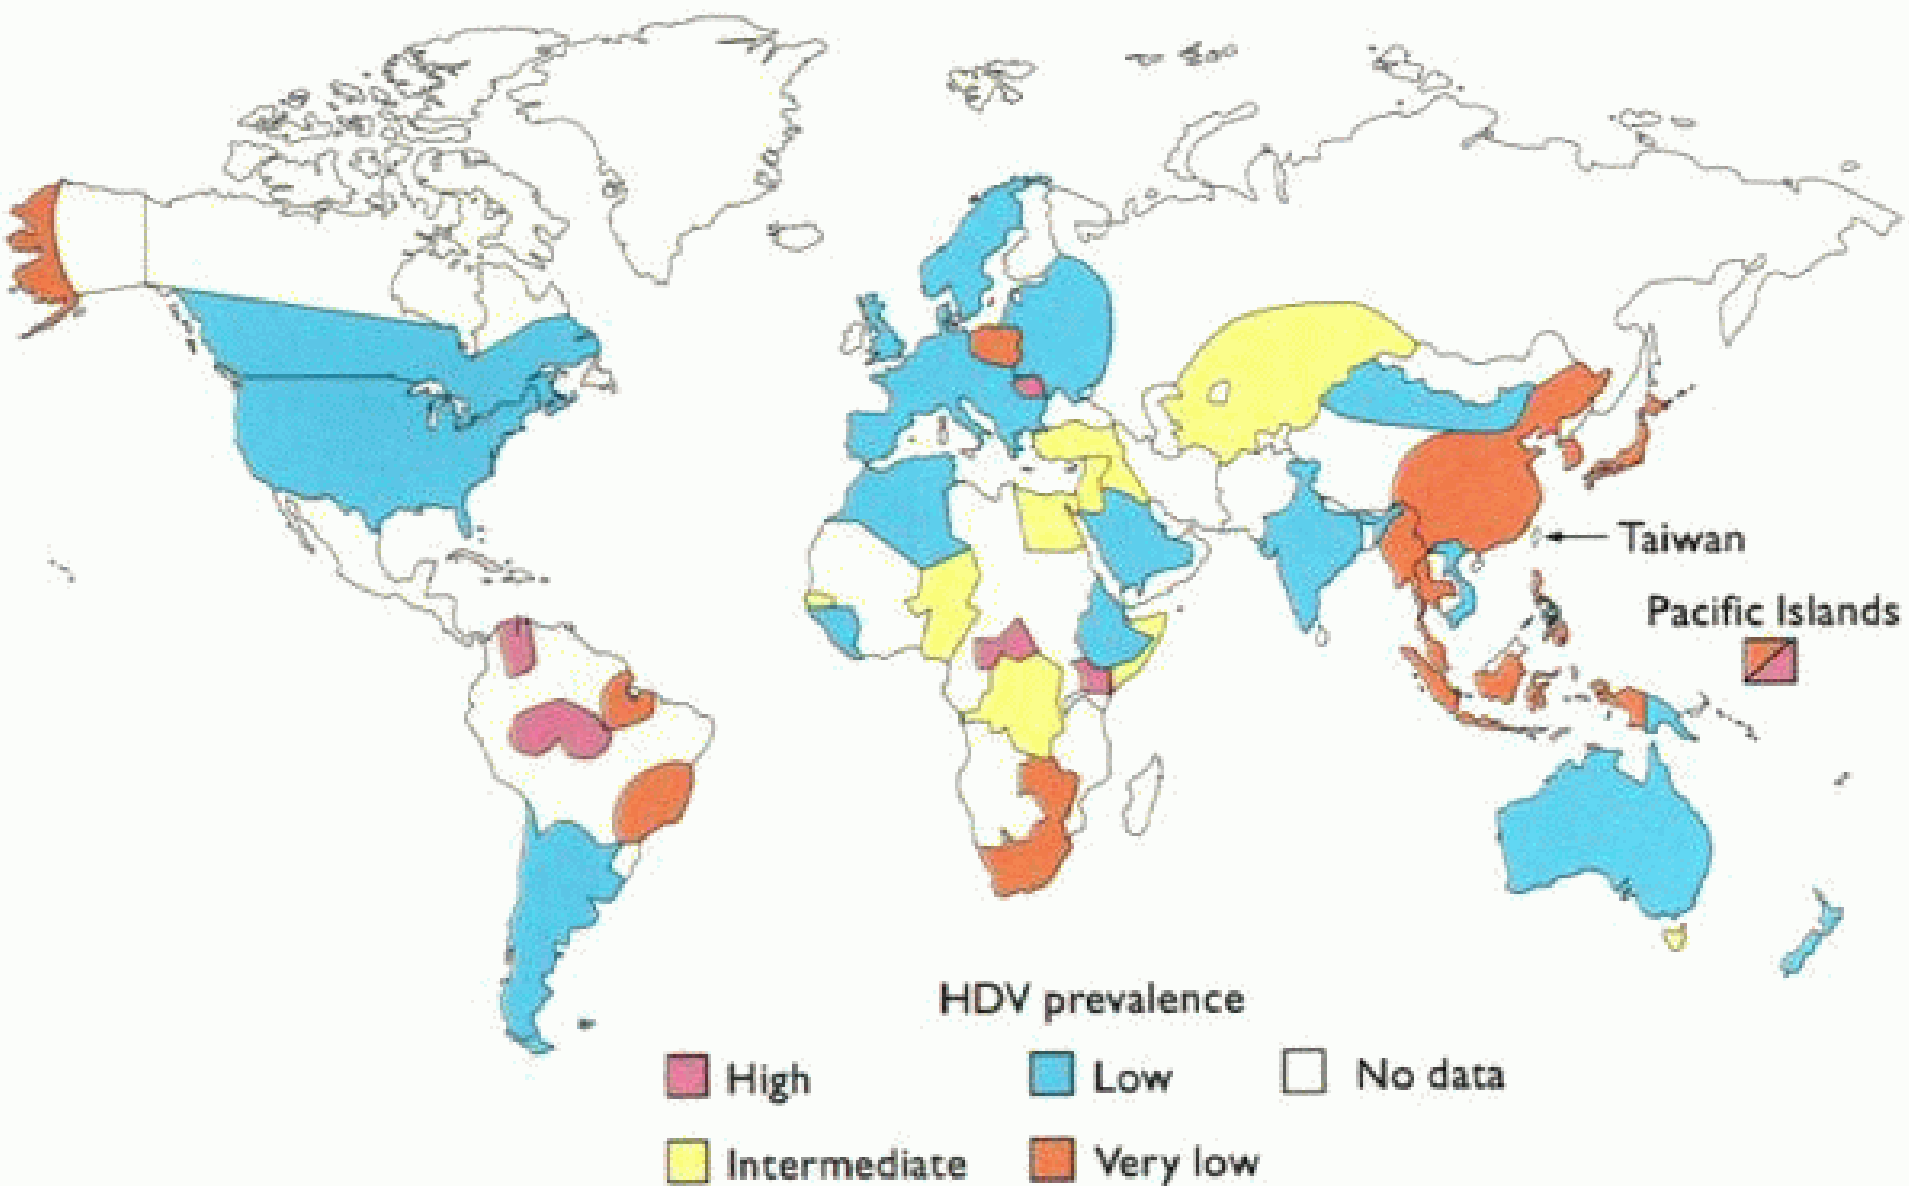 Taiwan
Pacific Islands
HDV prevalence
High
Low
No data
Intermediate
Very low